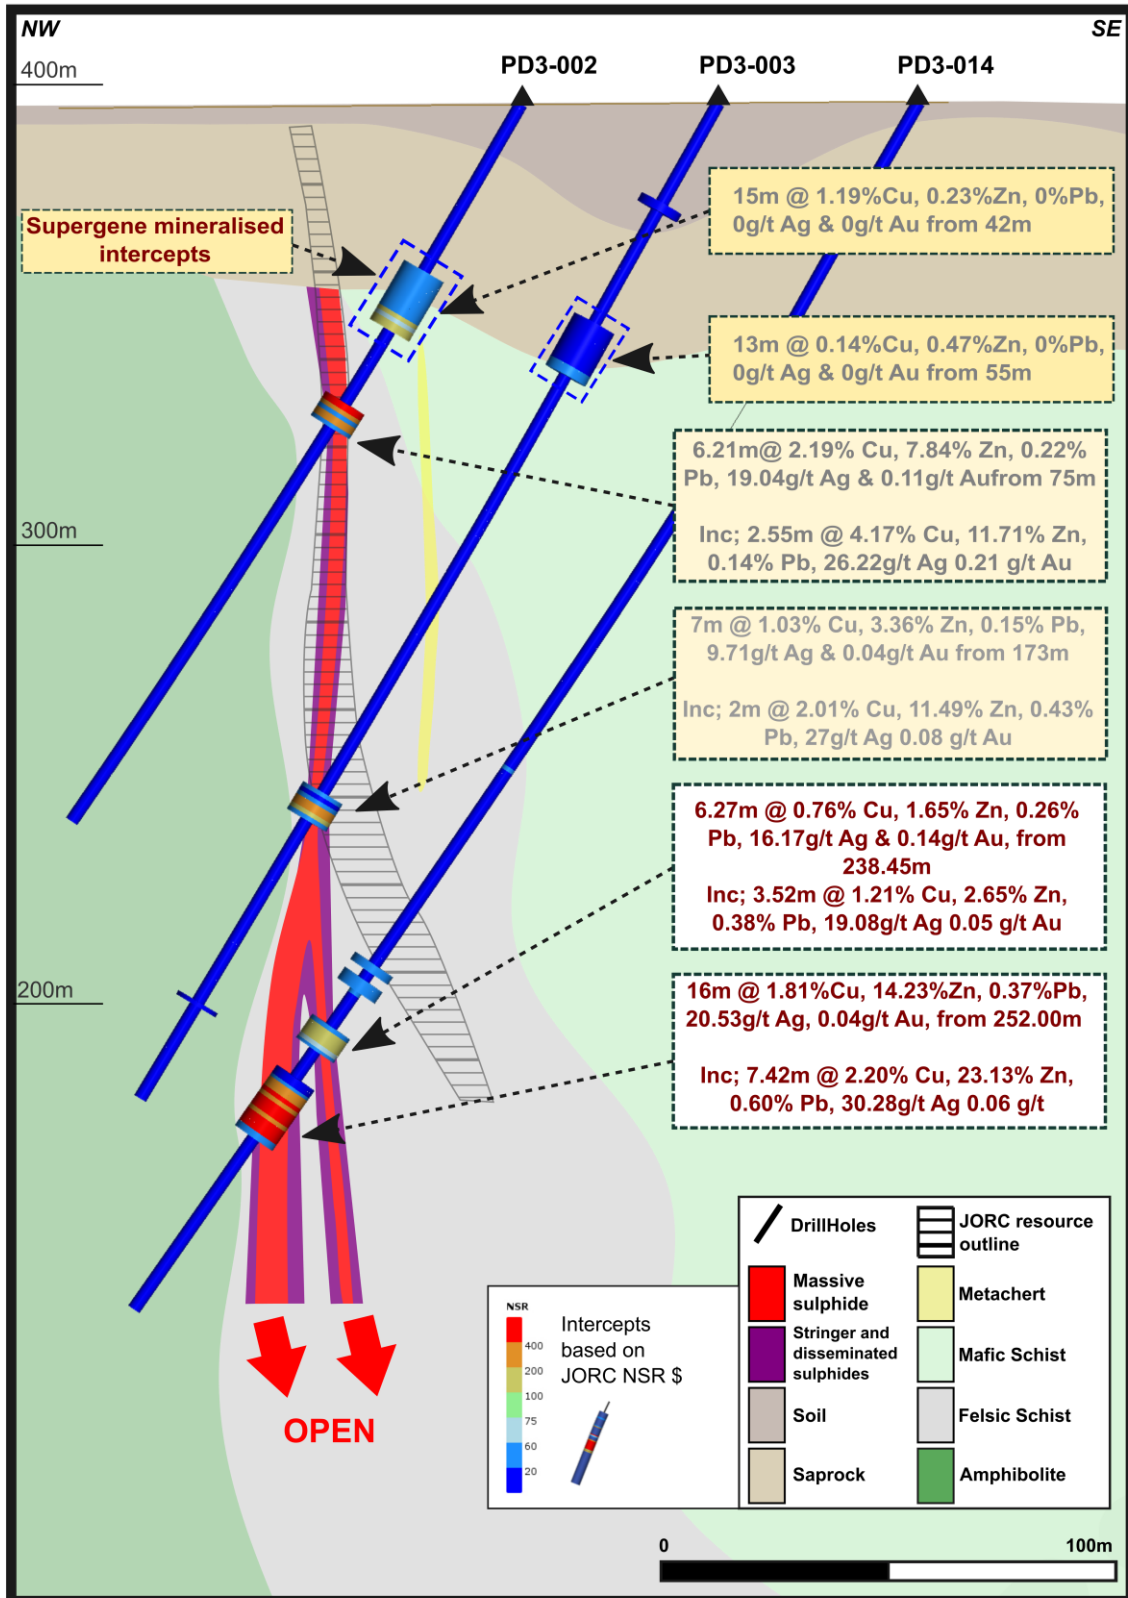 NW
SE
PD3-002
PD3-003
PD3-014
400m
15m @ 1.19%Cu, 0.23%Zn, 0%Pb,
0g/t Ag & 0g/t Au from 42m
Supergene mineralised
intercepts
13m @ 0.14%Cu, 0.47%Zn, 0%Pb,
0g/t Ag & 0g/t Au from 55m
6.21m@ 2.19% Cu, 7.84% Zn, 0.22%
Pb, 19.04g/t Ag & 0.11g/t Aufrom 75m
Inc; 2.55m @ 4.17% Cu, 11.71% Zn,
0.14% Pb, 26.22g/t Ag 0.21 g/t Au
300m
7m @ 1.03% Cu, 3.36% Zn, 0.15% Pb,
9.71g/t Ag & 0.04g/t Au from 173m
Inc; 2m @ 2.01% Cu, 11.49% Zn, 0.43%
Pb, 27g/t Ag 0.08 g/t Au
6.27m @ 0.76% Cu, 1.65% Zn, 0.26%
Pb, 16.17g/t Ag & 0.14g/t Au, from
238.45m
Inc; 3.52m @ 1.21% Cu, 2.65% Zn,
0.38% Pb, 19.08g/t Ag 0.05 g/t Au
200m
16m @ 1.81%Cu, 14.23%Zn, 0.37%Pb,
20.53g/t Ag, 0.04g/t Au, from 252.00m
Inc; 7.42m @ 2.20% Cu, 23.13% Zn,
0.60% Pb, 30.28g/t Ag 0.06 g/t
OPEN
NSR
400
200
100
75
60
20
Intercepts
based on
JORC NSR $
DrillHoles
JORC resource
outline
Massive
sulphide
Metachert
Stringer and
disseminated
sulphides
Mafic Schist
Soil
Felsic Schist
Saprock
Amphibolite
0
100m